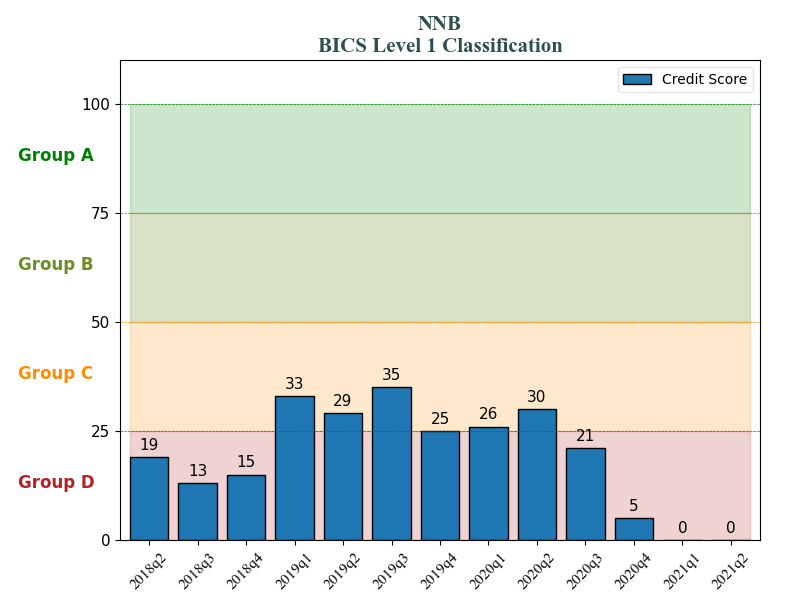 NNB
BICS Level 1 Classification
Credit Score
100
Group A
75
Group B
50
Group C
35
33
30
29
26
25
25
21
19
15
13
Group D
5
0
0
0
2018q2
2018q3
2018q4
2019q1
2019q2
2019q3
2019q4
2020q1
2020q2
2020q3
2020q4
2021q1
2021q2